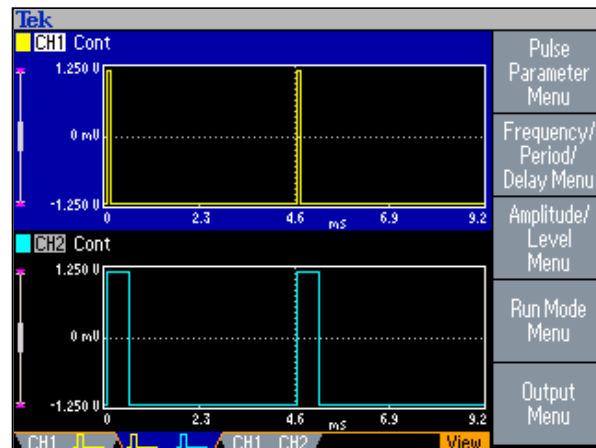 Tek
CH1 Cont
1.250 V
0 mV
-1.250 V
0 2.3 4.6 mS 6.9 9.2
CH2 Cont
1.250 V
0 mV
-1.250 V
0 2.3 4.6 mS 6.9 9.2
CH1 CH1 CH2 View
Pulse
Parameter
Menu
Frequency/
Period/
Delay Menu
Amplitude/
Level
Menu
Run Mode
Menu
Output
Menu